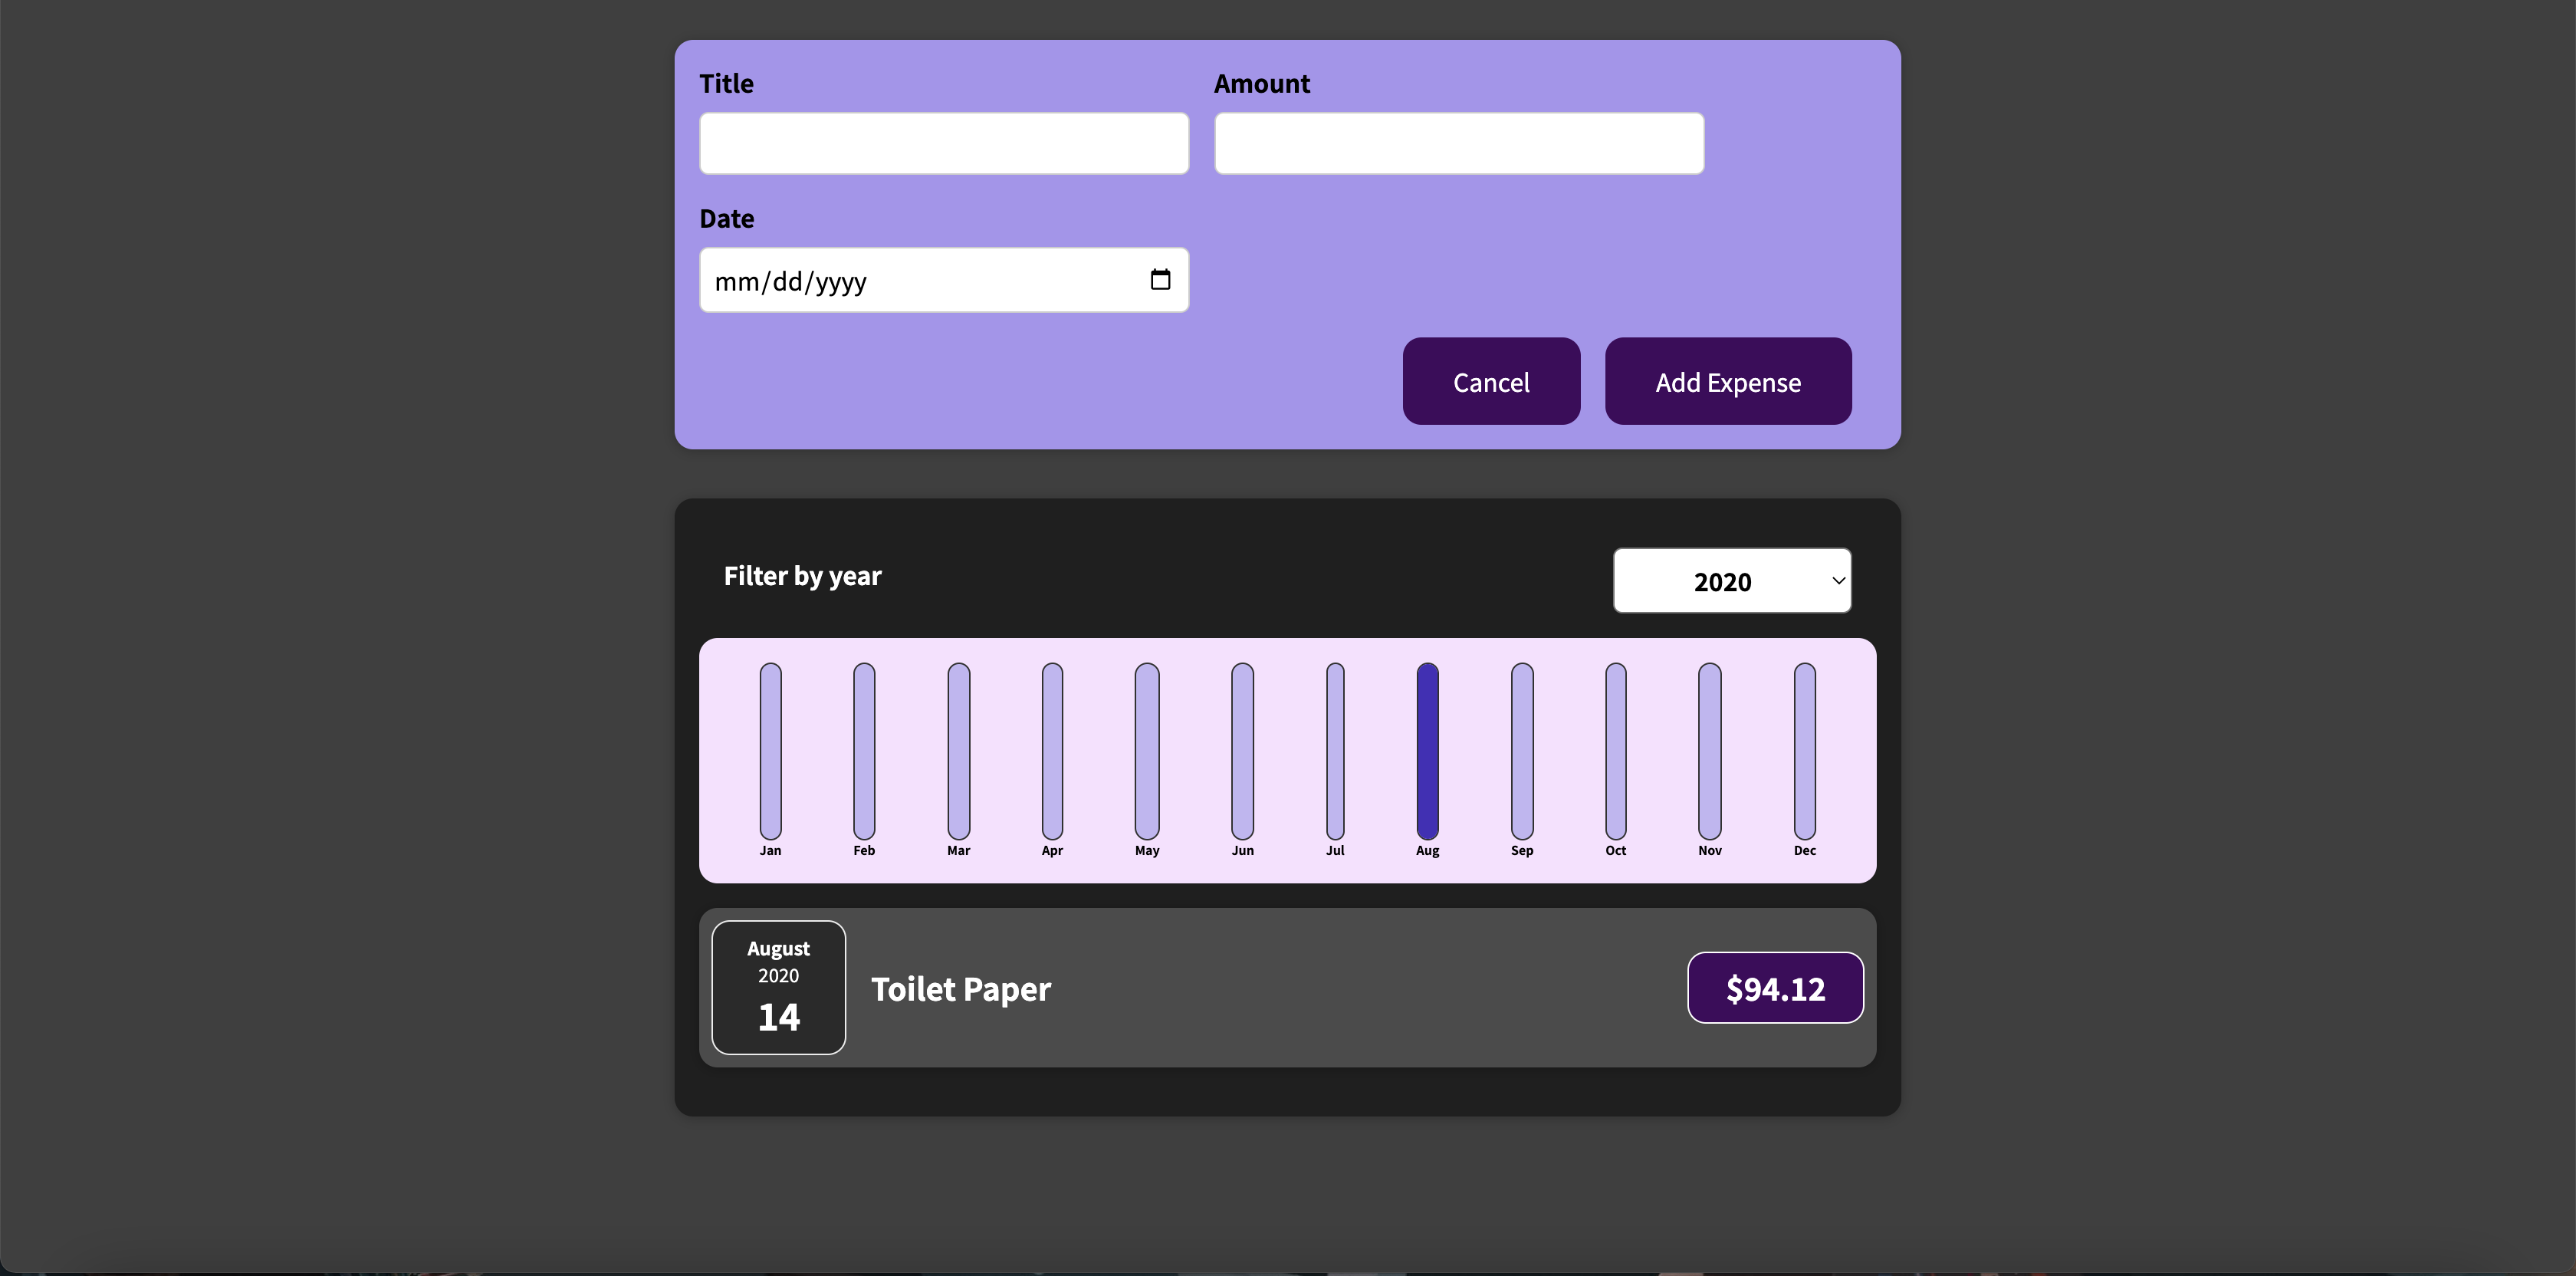 Title
Amount
Date
mm/dd/yyyy
Cancel
Add Expense
Filter by year
2020
Jan
Feb
Mar
Apr
May
Jun
Jul
Aug
Sep
Oct
Nov
Dec
August
2020
14
Toilet Paper
$94.12